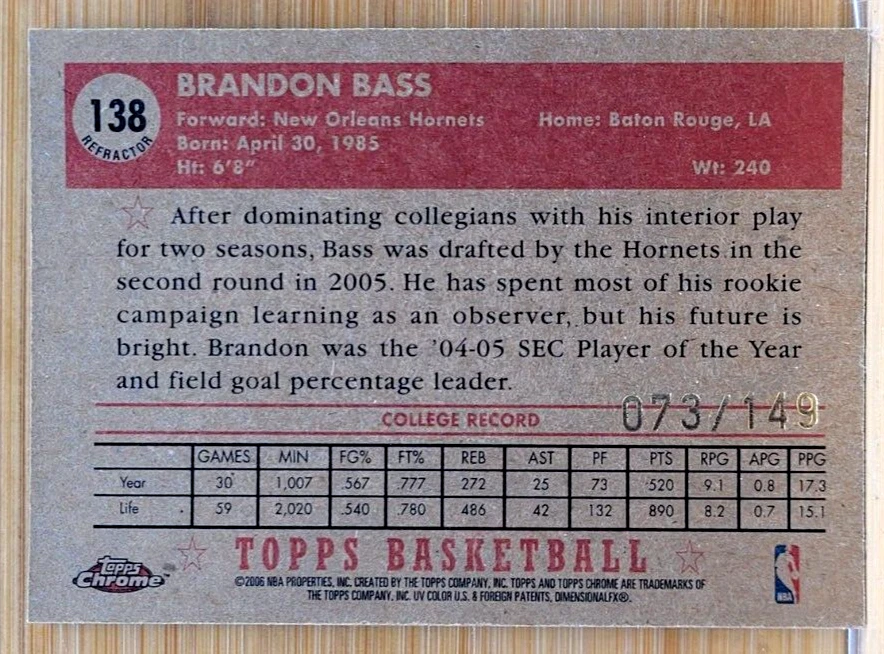 138
REFRACTOR
BRANDON BASS
Forward: New Orleans Hornets Home: Baton Rouge, LA
Born: April 30, 1985
Ht: 6'8" Wt: 240
After dominating collegians with his interior play
for two seasons, Bass was drafted by the Hornets in the
second round in 2005. He has spent most of his rookie
campaign learning as an observer, but his future is
bright. Brandon was the '04-05 SEC Player of the Year
and field goal percentage leader.
073/149
COLLEGE RECORD
GAMES MIN FG% FT% REB AST PF PTS RPG APG PPG
Year 30 1,007 .567 .777 272 25 73 520 9.1 0.8 17.3
Life 59 2,020 .540 .780 486 42 132 890 8.2 0.7 15.1
TOPPS BASKETBALL
Topps Chrome™
©2006 NBA PROPERTIES, INC. CREATED BY THE TOPPS COMPANY, INC. TOPPS AND TOPPS CHROME ARE TRADEMARKS OF
THE TOPPS COMPANY, INC. UV COLOR U.S. & FOREIGN PATENTS, DIMENSIONALFX®.
NBA